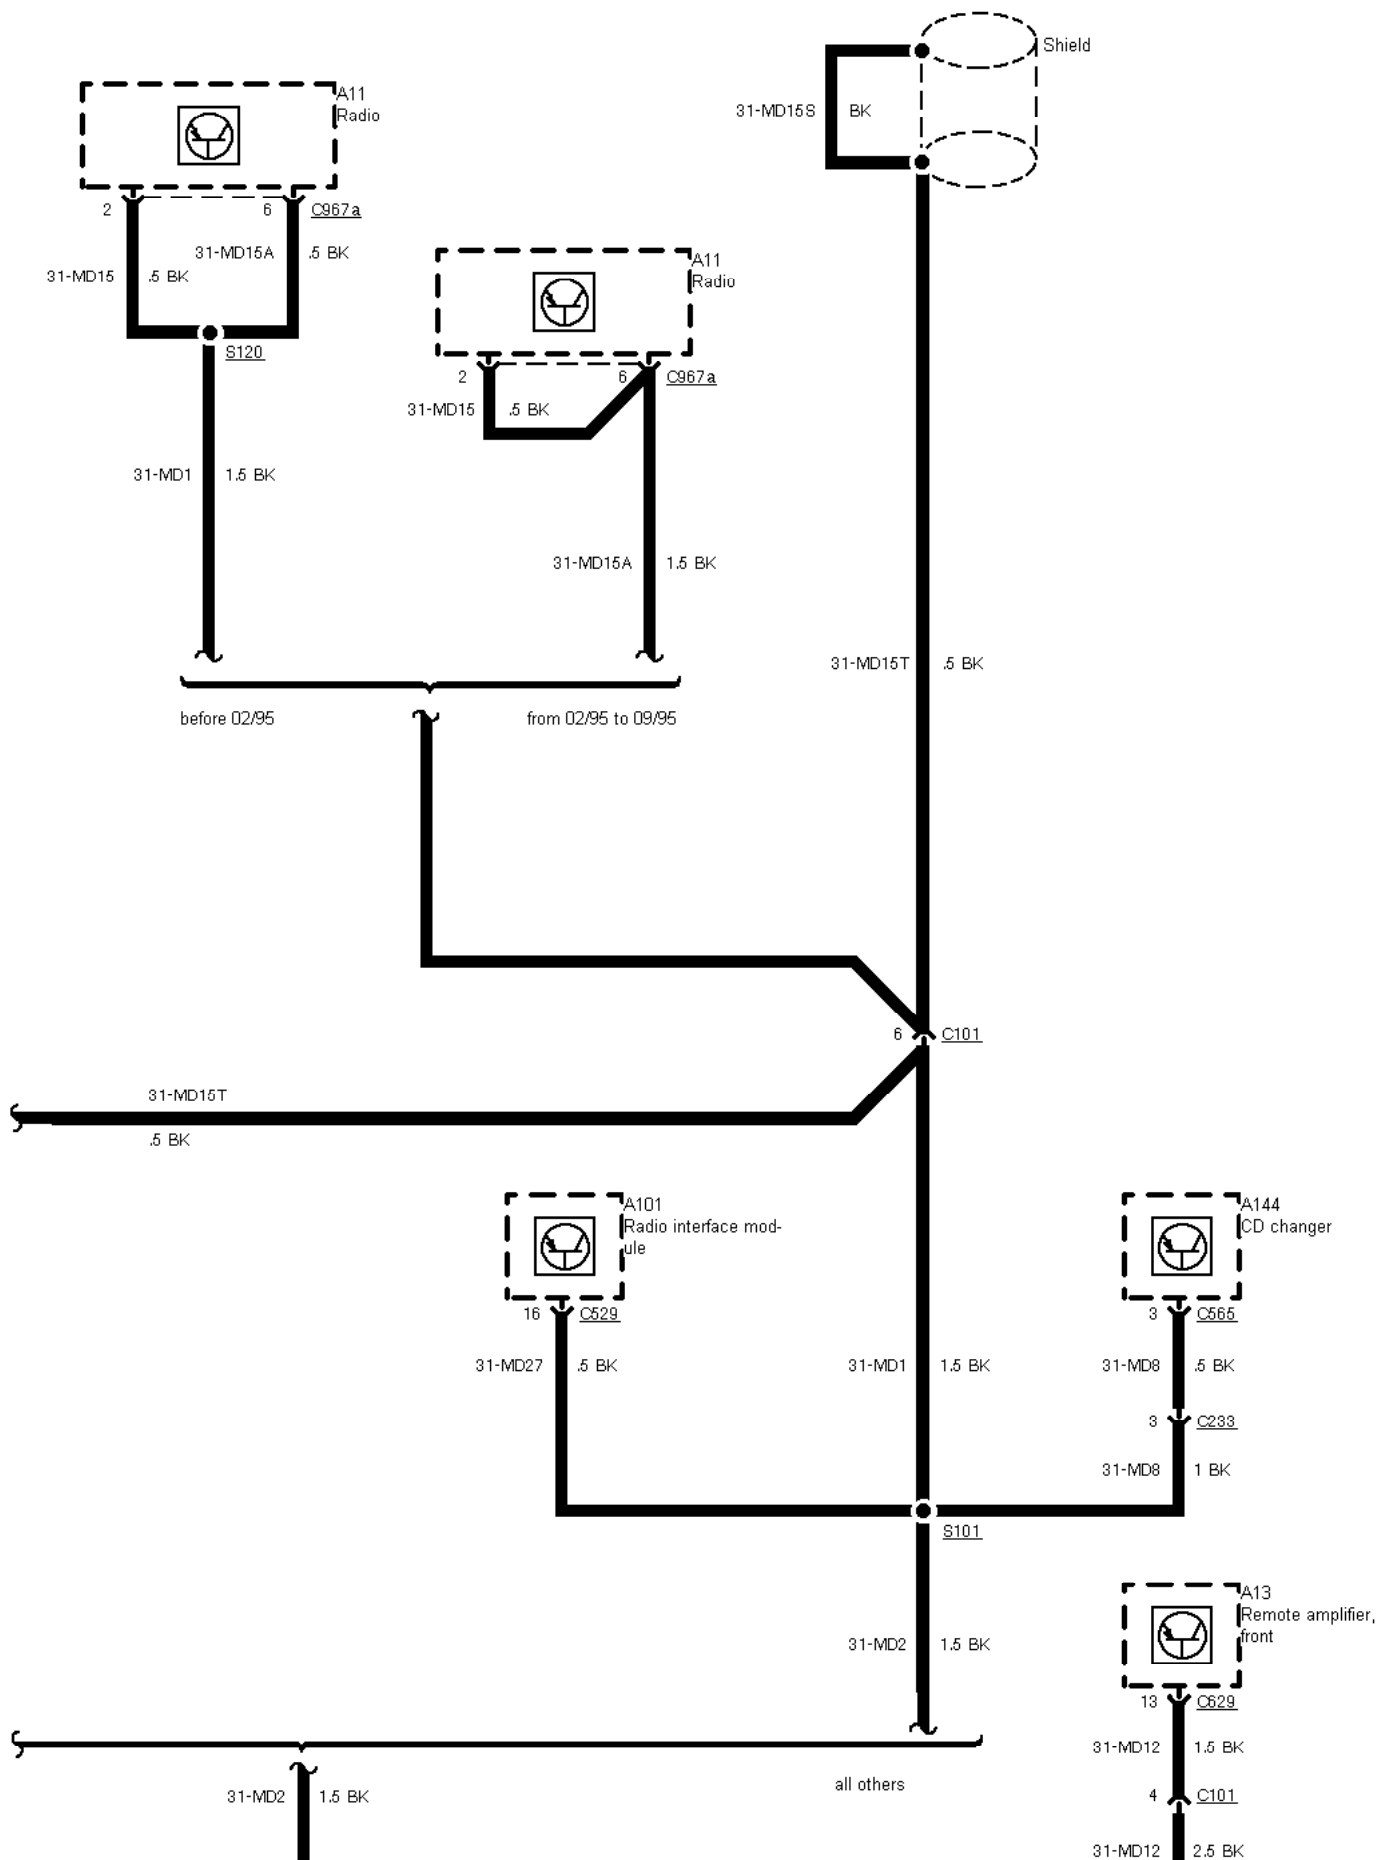 Shield
31-MD15S BK
A11
Radio
2 6 C967a
31-MD15A .5 BK
31-MD15 .5 BK
S120
A11
Radio
2 6 C967a
31-MD15 .5 BK
31-MD1 1.5 BK
31-MD15A 1.5 BK
31-MD15T .5 BK
before 02/95 from 02/95 to 09/95
6 C101
31-MD15T
.5 BK
A101
Radio interface mod-
ule
A144
CD changer
16 C529
3 C565
31-MD27 .5 BK
31-MD1 1.5 BK
31-MD8 .5 BK
3 C233
31-MD8 1 BK
S101
A13
Remote amplifier,
front
31-MD2 1.5 BK
13 C629
31-MD12 1.5 BK
all others
31-MD2 1.5 BK
4 C101
31-MD12 2.5 BK